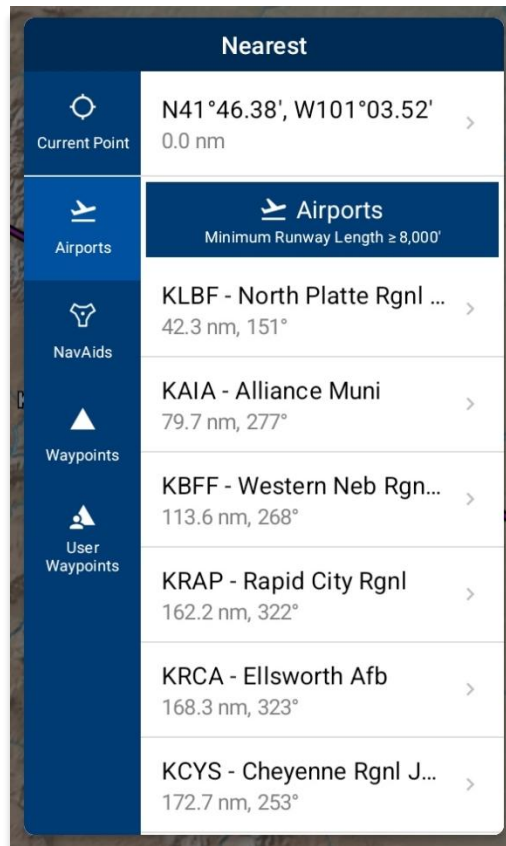 Nearest
Current Point
N41°46.38', W101°03.52'
0.0 nm
Airports
NavAids
Waypoints
User
Waypoints
Airports
Minimum Runway Length ≥ 8,000'
KLBF - North Platte Rgnl ...
42.3 nm, 151°
KAIA - Alliance Muni
79.7 nm, 277°
KBFF - Western Neb Rgn...
113.6 nm, 268°
KRAP - Rapid City Rgnl
162.2 nm, 322°
KRCA - Ellsworth Afb
168.3 nm, 323°
KCYS - Cheyenne Rgnl J...
172.7 nm, 253°